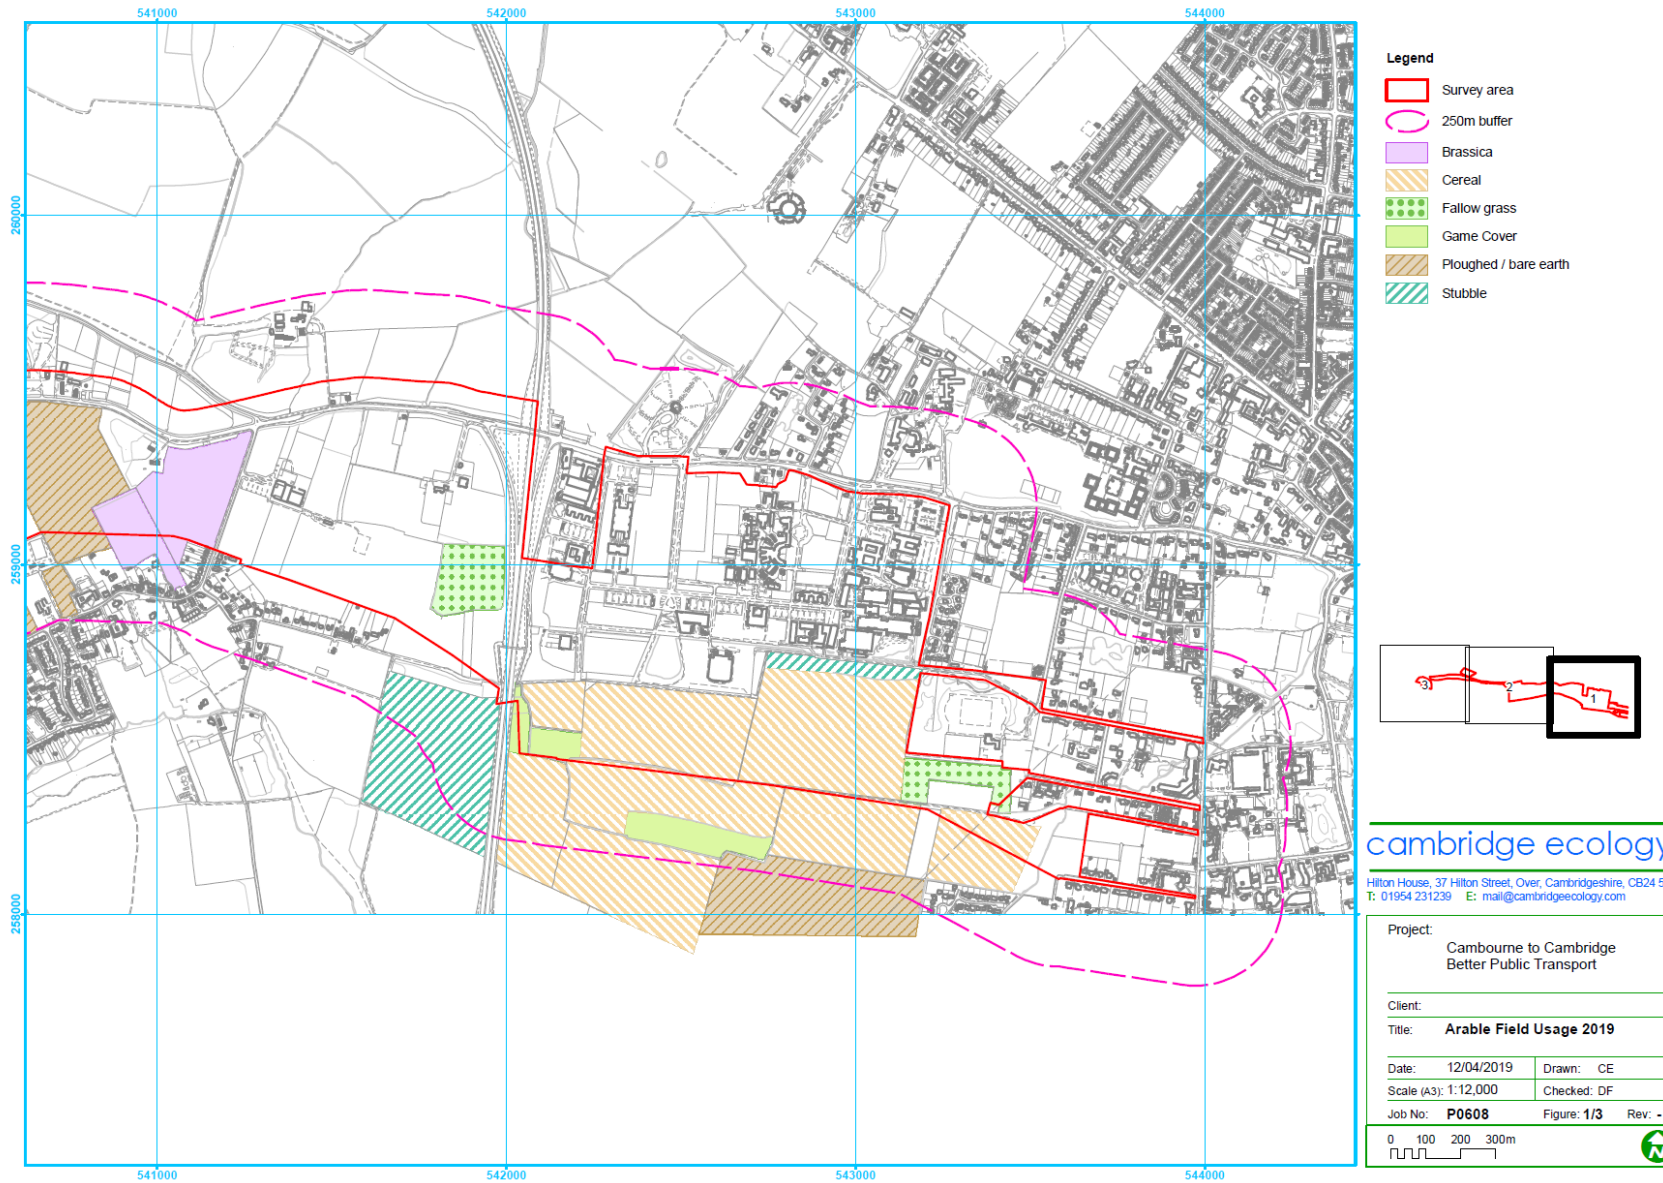 541000 542000 543000 544000
260000
259000
258000
541000 542000 543000 544000
Legend
Survey area
250m buffer
Brassica
Cereal
Fallow grass
Game Cover
Ploughed / bare earth
Stubble
3 2 1
cambridge ecology
Hilton House, 37 Hilton Street, Over, Cambridgeshire, CB24 5
T: 01954 231239 E: mail@cambridgeecology.com
Project:
Cambourne to Cambridge
Better Public Transport
Client:
Title: Arable Field Usage 2019
Date: 12/04/2019 Drawn: CE
Scale (A3): 1:12,000 Checked: DF
Job No: P0608 Figure: 1/3 Rev: -
0 100 200 300m
N